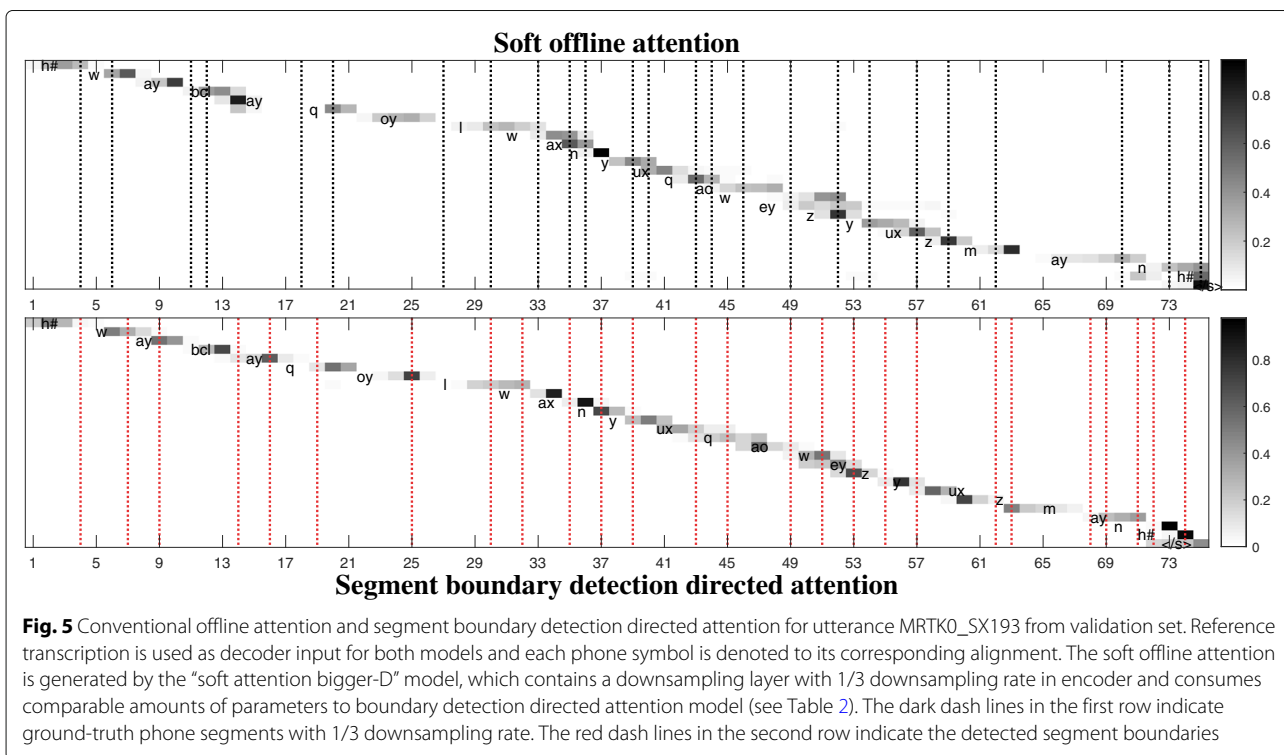 Soft offline attention
h# w ay bcl ay q oy l w ax n y ux q ao w ey z y ux z m ay n h# </s>
0.8
0.6
0.4
0.2
1 5 9 13 17 21 25 29 33 37 41 45 49 53 57 61 65 69 73
h# w ay bcl ay q oy l w ax n y ux q ao w ey z y ux z m ay n h# </s>
0.8
0.6
0.4
0.2
0
1 5 9 13 17 21 25 29 33 37 41 45 49 53 57 61 65 69 73
Segment boundary detection directed attention
Fig. 5 Conventional offline attention and segment boundary detection directed attention for utterance MRTK0_SX193 from validation set. Reference
transcription is used as decoder input for both models and each phone symbol is denoted to its corresponding alignment. The soft offline attention
is generated by the “soft attention bigger-D” model, which contains a downsampling layer with 1/3 downsampling rate in encoder and consumes
comparable amounts of parameters to boundary detection directed attention model (see Table 2). The dark dash lines in the first row indicate
ground-truth phone segments with 1/3 downsampling rate. The red dash lines in the second row indicate the detected segment boundaries